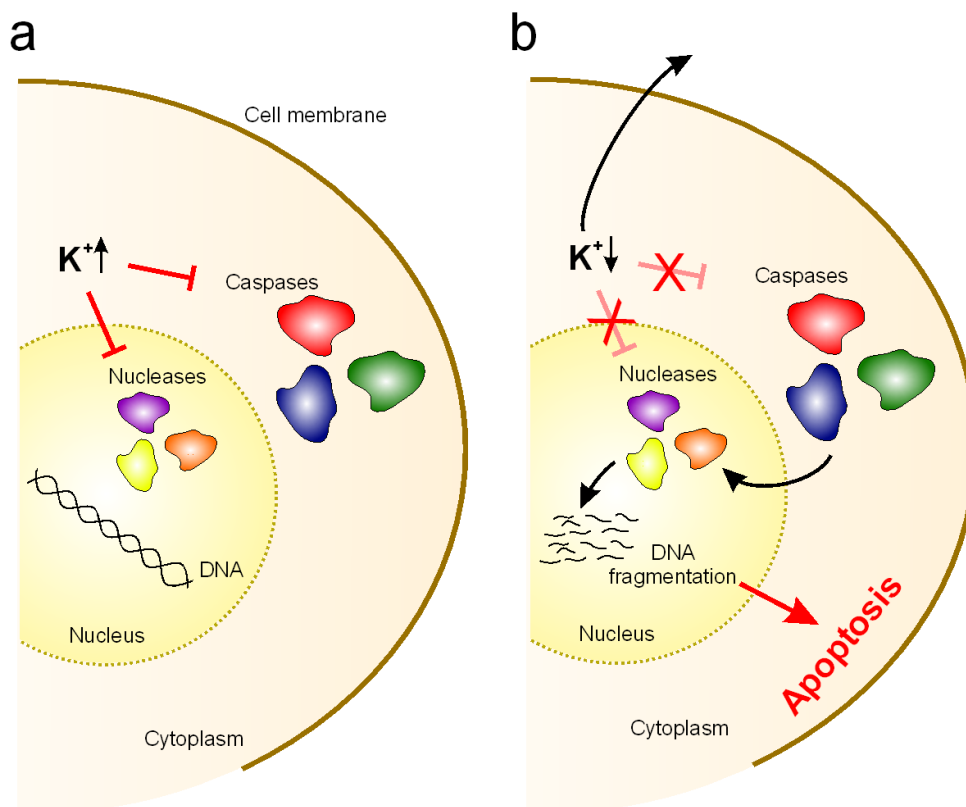 a
Cell membrane
K+
Caspases
Nucleases
DNA
Nucleus
Cytoplasm
b
K+
Caspases
Nucleases
DNA
fragmentation
Nucleus
Apoptosis
Cytoplasm